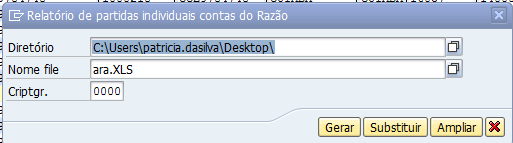 Relatório de partidas individuais contas do Razão
Diretório C:\Users\patricia.dasilva\Desktop\
Nome file ara.XLS
Criptgr. 0000
Gerar Substituir Ampliar